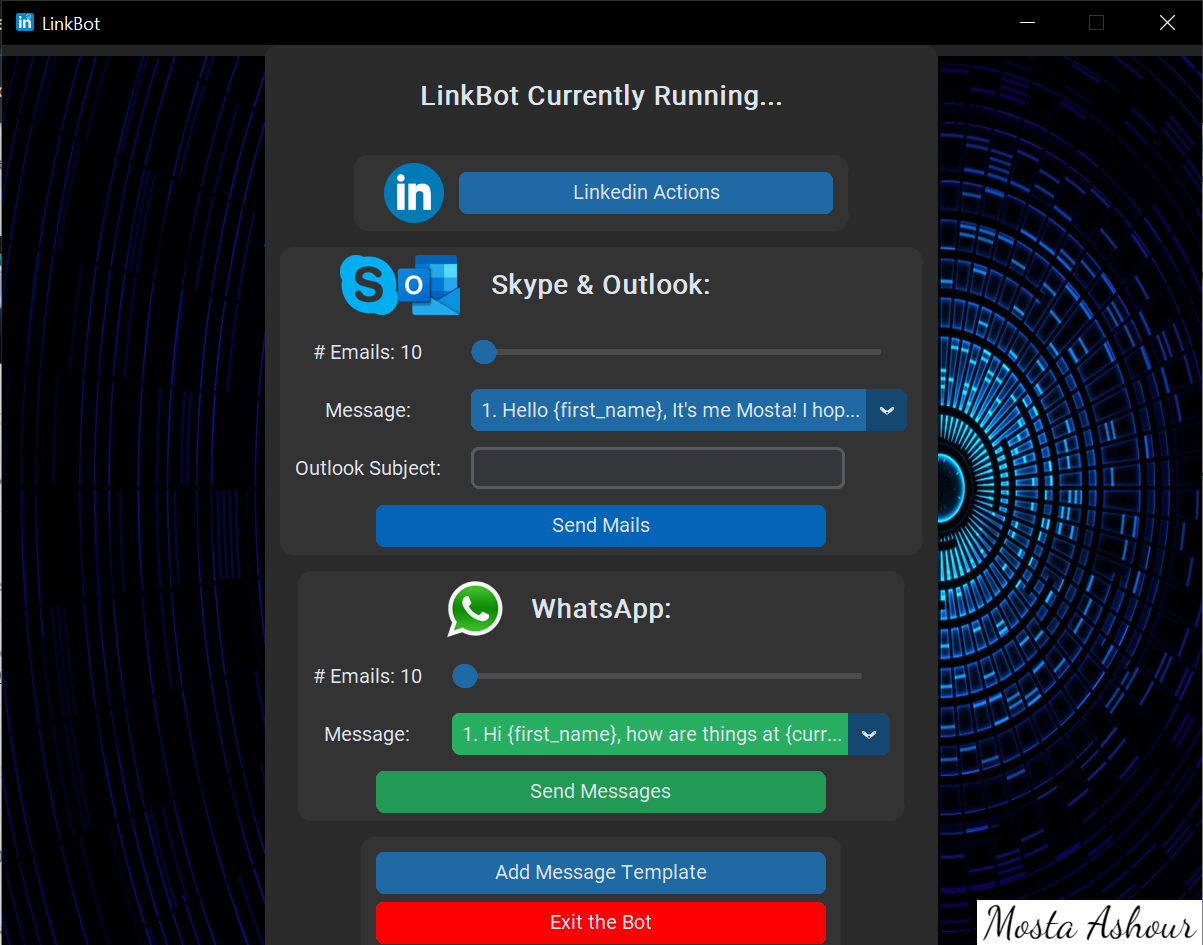 LinkBot
LinkBot Currently Running...
in Linkedin Actions
S O Skype & Outlook:
# Emails: 10
Message: 1. Hello {first_name}, It's me Mosta! I hop...
Outlook Subject:
Send Mails
WhatsApp:
# Emails: 10
Message: 1. Hi {first_name}, how are things at {curr...
Send Messages
Add Message Template
Exit the Bot
Mosta Ashour